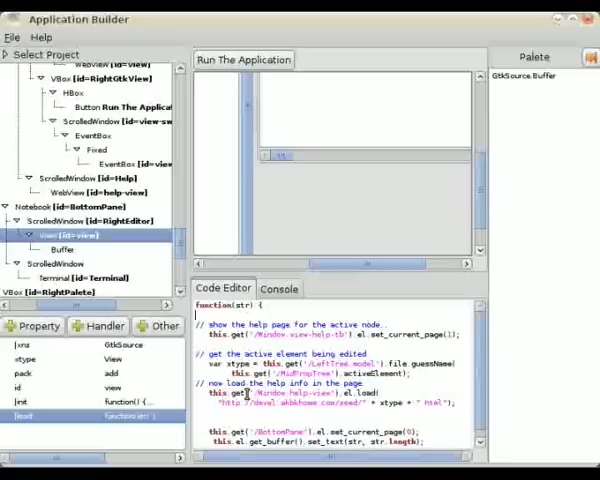 Application Builder
File Help
Select Project
WebView [id=view]
VBox [id=RightGtkView]
HBox
Button Run The Applicat
ScrolledWindow [id=view-sw
EventBox
Fixed
EventBox [id=view
ScrolledWindow [id=Help]
WebView [id=help-view]
Notebook [id=BottomPane]
ScrolledWindow [id=RightEditor]
View [id=view]
Buffer
ScrolledWindow
Terminal [id=Terminal]
VBox [id=RightPalete]
Property Handler Other
|xns GtkSource
xtype View
pack add
id view
|init function() {...
|load function(str) {
Run The Application
Code Editor Console
function(str) {
// show the help page for the active node..
this.get('/Window.view-help-tb').el.set_current_page(1);
// get the active element being edited
var xtype = this.get('/LeftTree.model').file.guessName(
this.get('/MidPropTree').activeElement);
// now load the help info in the page
this.get('/Window.help-view').el.load(
+ xtype + ".html");
this.get('/BottomPane').el.set_current_page(0);
this.el.get_buffer().set_text(str, str.length);
Palete
GtkSource.Buffer